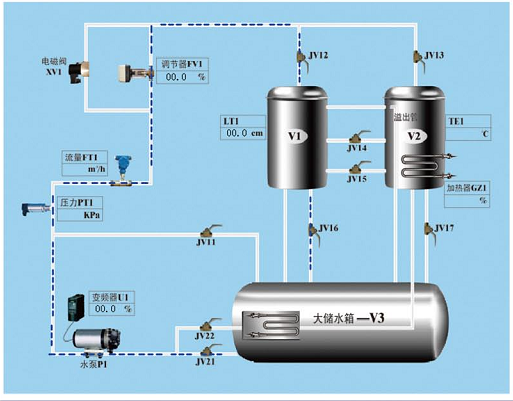 JV12
JV13
电磁阀
XV1
调节器FV1
00.0 %
LT1
00.0 cm
V1
溢出管
V2
TE1
℃
JV14
JV15
加热器GZ1
%
流量FT1
m³/h
压力PT1
KPa
JV11
JV16
JV17
变频器U1
00.0 %
大储水箱—V3
JV22
JV21
水泵P1